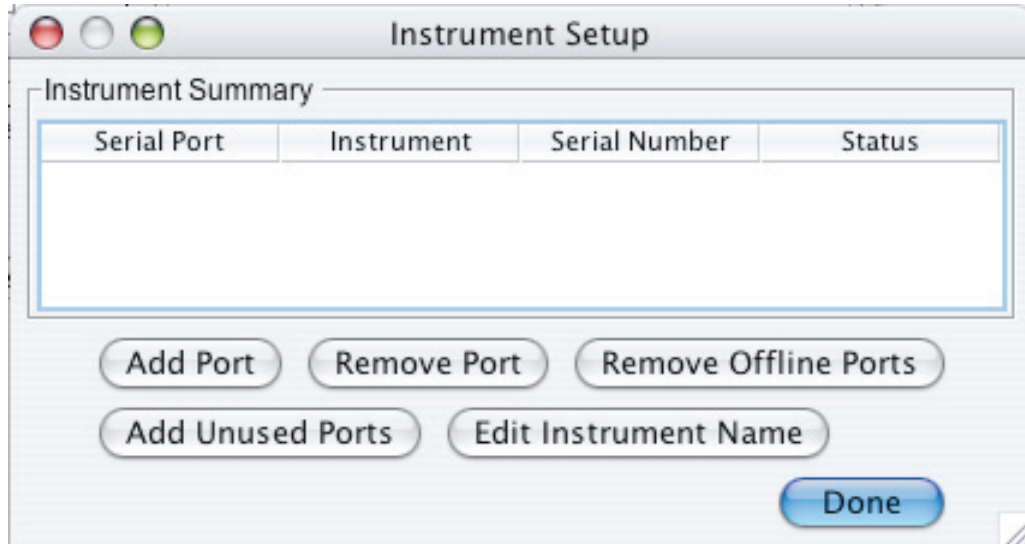 Instrument Setup
Instrument Summary
Serial Port Instrument Serial Number Status
Add Port Remove Port Remove Offline Ports
Add Unused Ports Edit Instrument Name
Done